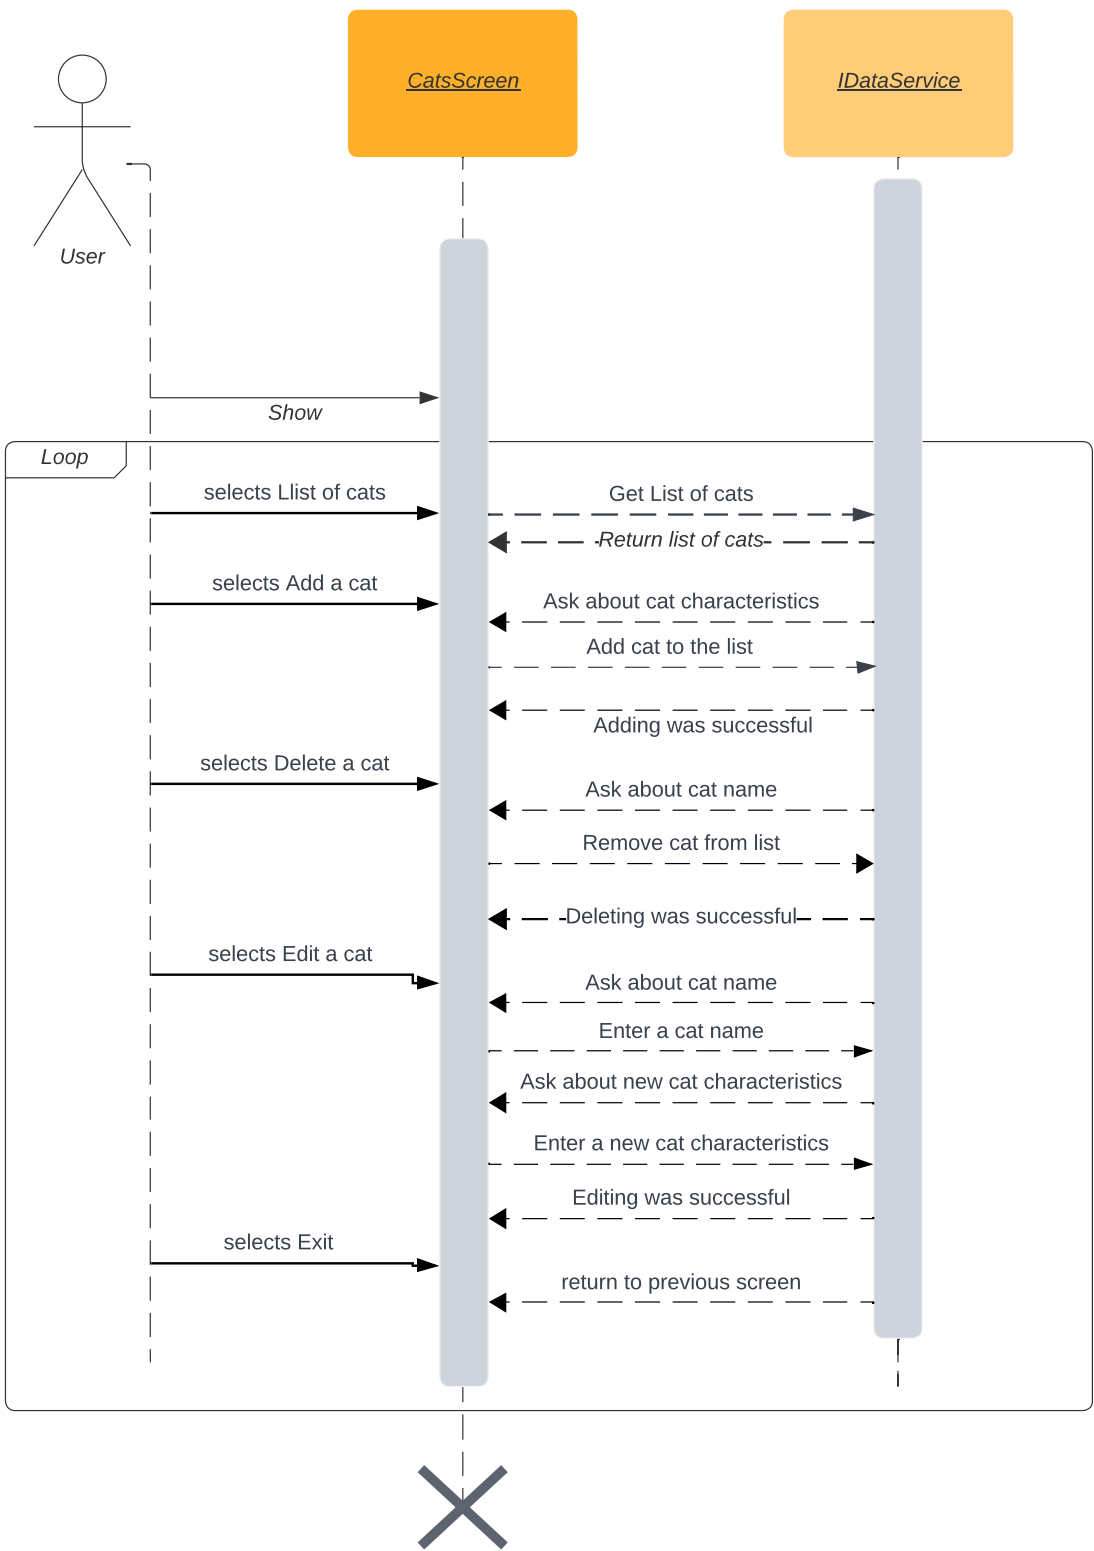 CatsScreen
IDataService
User
Show
Loop
selects Llist of cats
Get List of cats
Return list of cats
selects Add a cat
Ask about cat characteristics
Add cat to the list
Adding was successful
selects Delete a cat
Ask about cat name
Remove cat from list
Deleting was successful
selects Edit a cat
Ask about cat name
Enter a cat name
Ask about new cat characteristics
Enter a new cat characteristics
Editing was successful
selects Exit
return to previous screen